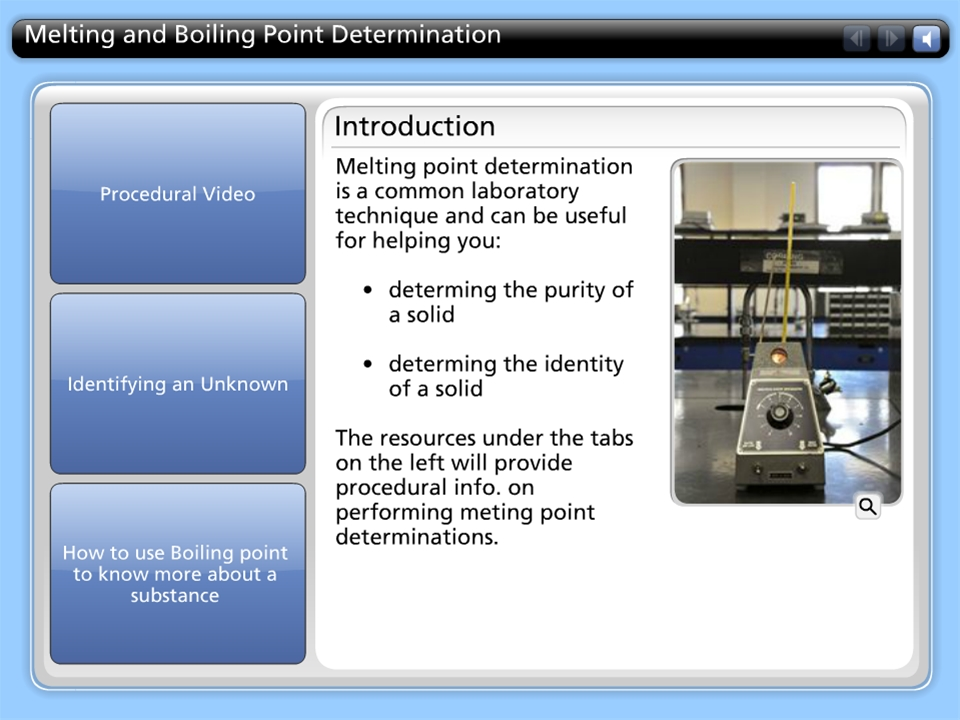 Melting and Boiling Point Determination
Procedural Video
Identifying an Unknown
How to use Boiling point
to know more about a
substance
Introduction
Melting point determination
is a common laboratory
technique and can be useful
for helping you:
• determing the purity of
a solid
• determing the identity
of a solid
The resources under the tabs
on the left will provide
procedural info. on
performing meting point
determinations.